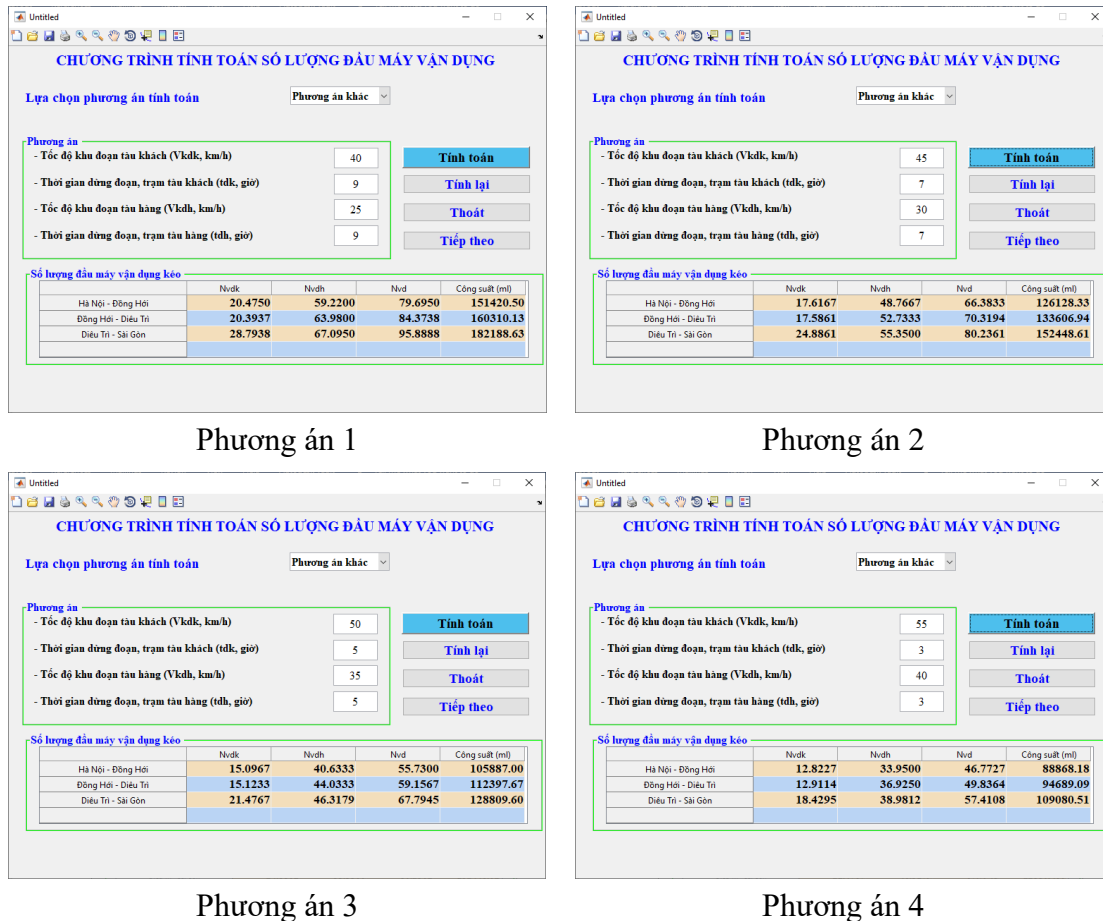 Untitled
CHƯƠNG TRÌNH TÍNH TOÁN SỐ LƯỢNG ĐẦU MÁY VẬN DỤNG
Lựa chọn phương án tính toán Phương án khác
Phương án
- Tốc độ khu đoạn tàu khách (Vkdk, km/h) 40 Tính toán
- Thời gian dừng đoạn, trạm tàu khách (tdk, giờ) 9 Tính lại
- Tốc độ khu đoạn tàu hàng (Vkdh, km/h) 25 Thoát
- Thời gian dừng đoạn, trạm tàu hàng (tdh, giờ) 9 Tiếp theo
Số lượng đầu máy vận dụng kéo
Nvdk Nvdh Nvd Công suất (ml)
Hà Nội - Đồng Hới 20.4750 59.2200 79.6950 151420.50
Đồng Hới - Diêu Trì 20.3937 63.9800 84.3738 160310.13
Diêu Trì - Sài Gòn 28.7938 67.0950 95.8888 182188.63
Phương án 1
Untitled
CHƯƠNG TRÌNH TÍNH TOÁN SỐ LƯỢNG ĐẦU MÁY VẬN DỤNG
Lựa chọn phương án tính toán Phương án khác
Phương án
- Tốc độ khu đoạn tàu khách (Vkdk, km/h) 45 Tính toán
- Thời gian dừng đoạn, trạm tàu khách (tdk, giờ) 7 Tính lại
- Tốc độ khu đoạn tàu hàng (Vkdh, km/h) 30 Thoát
- Thời gian dừng đoạn, trạm tàu hàng (tdh, giờ) 7 Tiếp theo
Số lượng đầu máy vận dụng kéo
Nvdk Nvdh Nvd Công suất (ml)
Hà Nội - Đồng Hới 17.6167 48.7667 66.3833 126128.33
Đồng Hới - Diêu Trì 17.5861 52.7333 70.3194 133606.94
Diêu Trì - Sài Gòn 24.8861 55.3500 80.2361 152448.61
Phương án 2
Untitled
CHƯƠNG TRÌNH TÍNH TOÁN SỐ LƯỢNG ĐẦU MÁY VẬN DỤNG
Lựa chọn phương án tính toán Phương án khác
Phương án
- Tốc độ khu đoạn tàu khách (Vkdk, km/h) 50 Tính toán
- Thời gian dừng đoạn, trạm tàu khách (tdk, giờ) 5 Tính lại
- Tốc độ khu đoạn tàu hàng (Vkdh, km/h) 35 Thoát
- Thời gian dừng đoạn, trạm tàu hàng (tdh, giờ) 5 Tiếp theo
Số lượng đầu máy vận dụng kéo
Nvdk Nvdh Nvd Công suất (ml)
Hà Nội - Đồng Hới 15.0967 40.6333 55.7300 105887.00
Đồng Hới - Diêu Trì 15.1233 44.0333 59.1567 112397.67
Diêu Trì - Sài Gòn 21.4767 46.3179 67.7945 128809.60
Phương án 3
Untitled
CHƯƠNG TRÌNH TÍNH TOÁN SỐ LƯỢNG ĐẦU MÁY VẬN DỤNG
Lựa chọn phương án tính toán Phương án khác
Phương án
- Tốc độ khu đoạn tàu khách (Vkdk, km/h) 55 Tính toán
- Thời gian dừng đoạn, trạm tàu khách (tdk, giờ) 3 Tính lại
- Tốc độ khu đoạn tàu hàng (Vkdh, km/h) 40 Thoát
- Thời gian dừng đoạn, trạm tàu hàng (tdh, giờ) 3 Tiếp theo
Số lượng đầu máy vận dụng kéo
Nvdk Nvdh Nvd Công suất (ml)
Hà Nội - Đồng Hới 12.8227 33.9500 46.7727 88868.18
Đồng Hới - Diêu Trì 12.9114 36.9250 49.8364 94689.09
Diêu Trì - Sài Gòn 18.4295 38.9812 57.4108 109080.51
Phương án 4